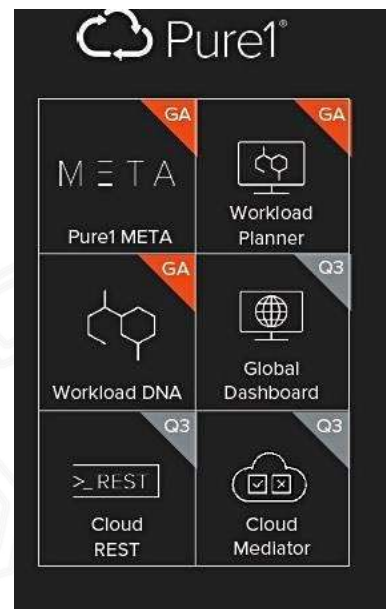 Pure1®
GA
META
Pure1 META
GA
Workload
Planner
GA
Workload DNA
Q3
Global
Dashboard
Q3
>_REST
Cloud
REST
Q3
Cloud
Mediator